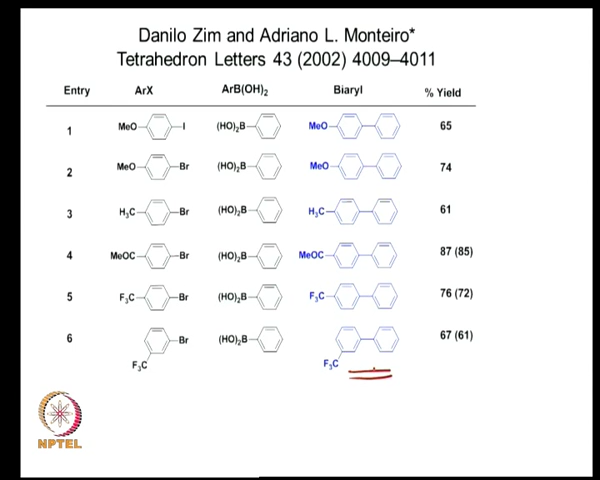 Danilo Zim and Adriano L. Monteiro*
Tetrahedron Letters 43 (2002) 4009–4011
Entry ArX ArB(OH)2 Biaryl % Yield
1 MeO I (HO)2B MeO 65
2 MeO Br (HO)2B MeO 74
3 H3C Br (HO)2B H3C 61
4 MeOC Br (HO)2B MeOC 87 (85)
5 F3C Br (HO)2B F3C 76 (72)
6 Br (HO)2B 67 (61)
F3C F3C
NPTEL